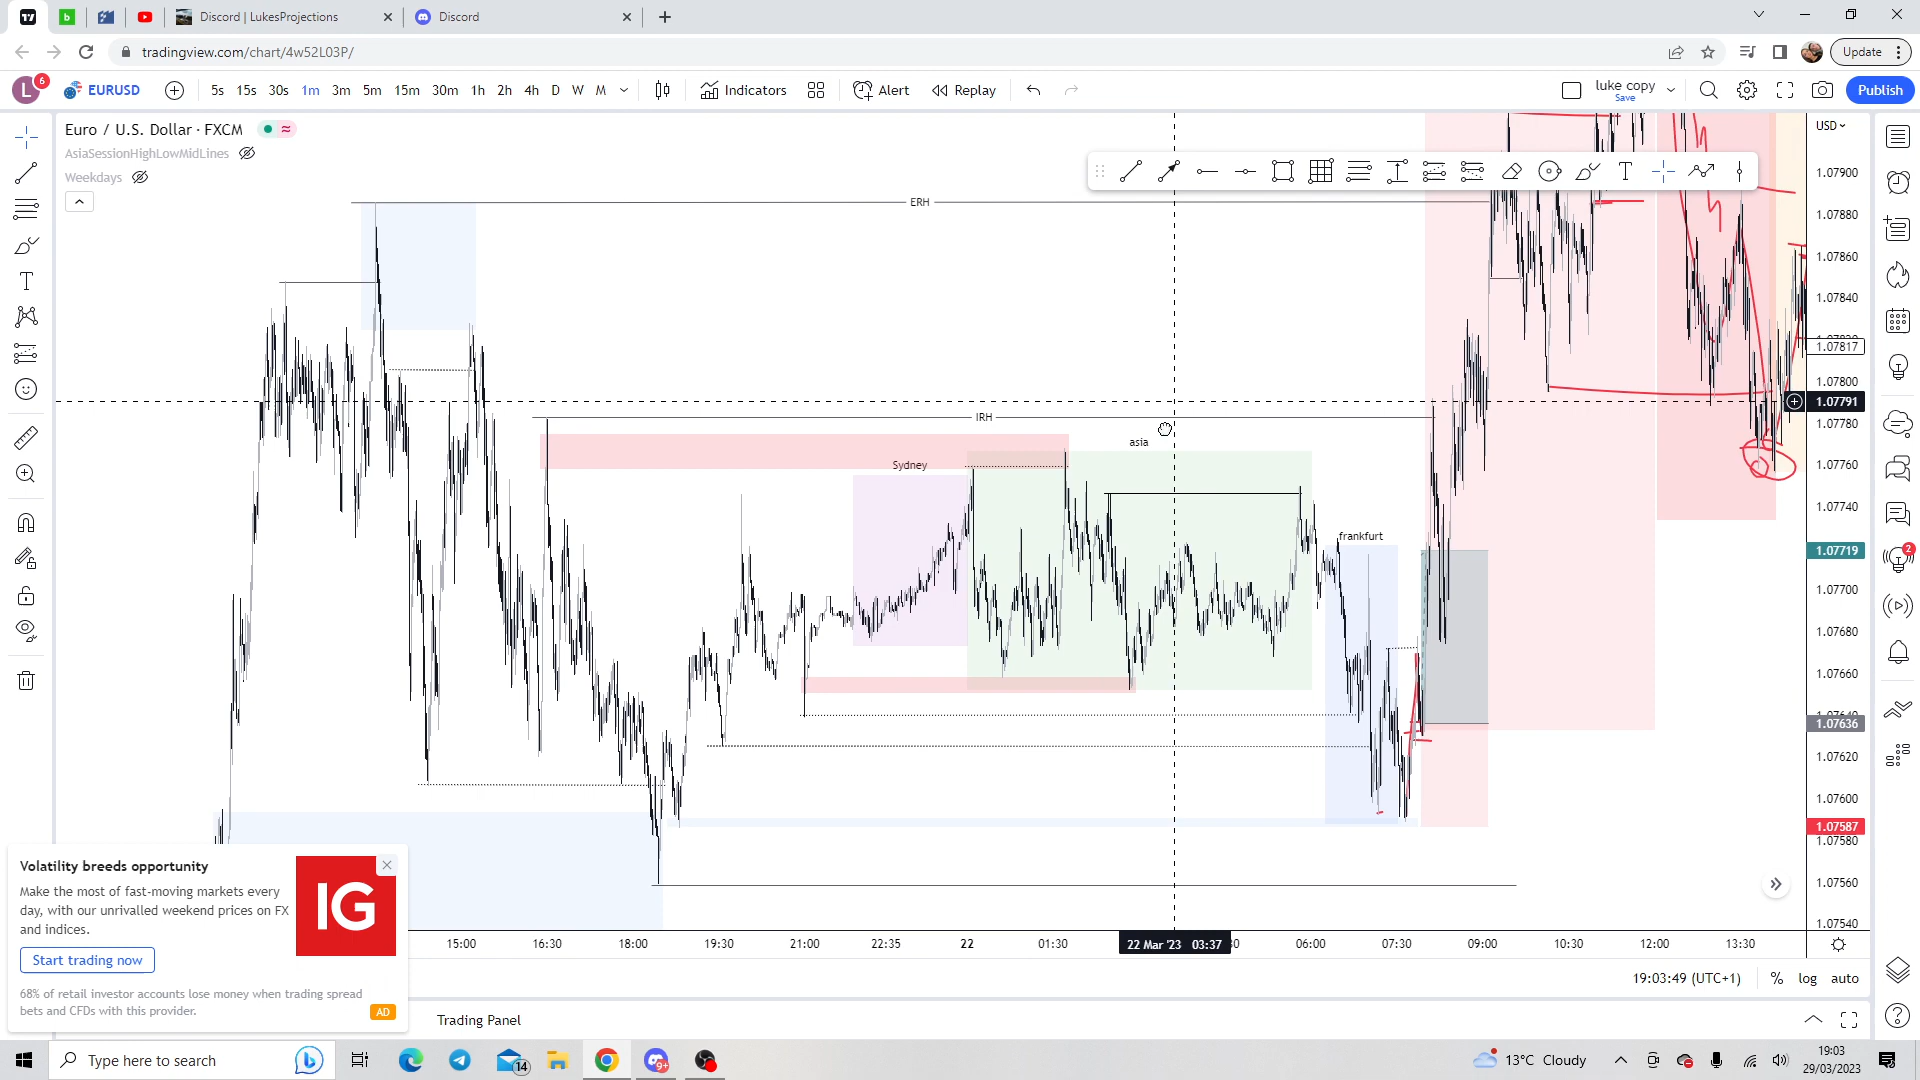 Discord | LukesProjections
Discord
tradingview.com/chart/4w52L03P/
Update
L
6
EURUSD
5s 15s 30s 1m 3m 5m 15m 30m 1h 2h 4h D W M
Indicators
Alert
Replay
luke copy
Save
Publish
Euro / U.S. Dollar · FXCM
AsiaSessionHighLowMidLines
Weekdays
USD
ERH
IRH
asia
Sydney
frankfurt
1.07900
1.07880
1.07860
1.07840
1.07817
1.07800
1.07791
1.07780
1.07760
1.07740
1.07719
1.07700
1.07680
1.07660
1.07636
1.07620
1.07600
1.07587
1.07580
1.07560
1.07540
2
Volatility breeds opportunity
Make the most of fast-moving markets every
day, with our unrivalled weekend prices on FX
and indices.
IG
Start trading now
68% of retail investor accounts lose money when trading spread
bets and CFDs with this provider.
AD
15:00 16:30 18:00 19:30 21:00 22:35 22 01:30 22 Mar '23 03:37 06:00 07:30 09:00 10:30 12:00 13:30
19:03:49 (UTC+1) % log auto
Trading Panel
Type here to search
14
9+
13°C Cloudy
19:03
29/03/2023